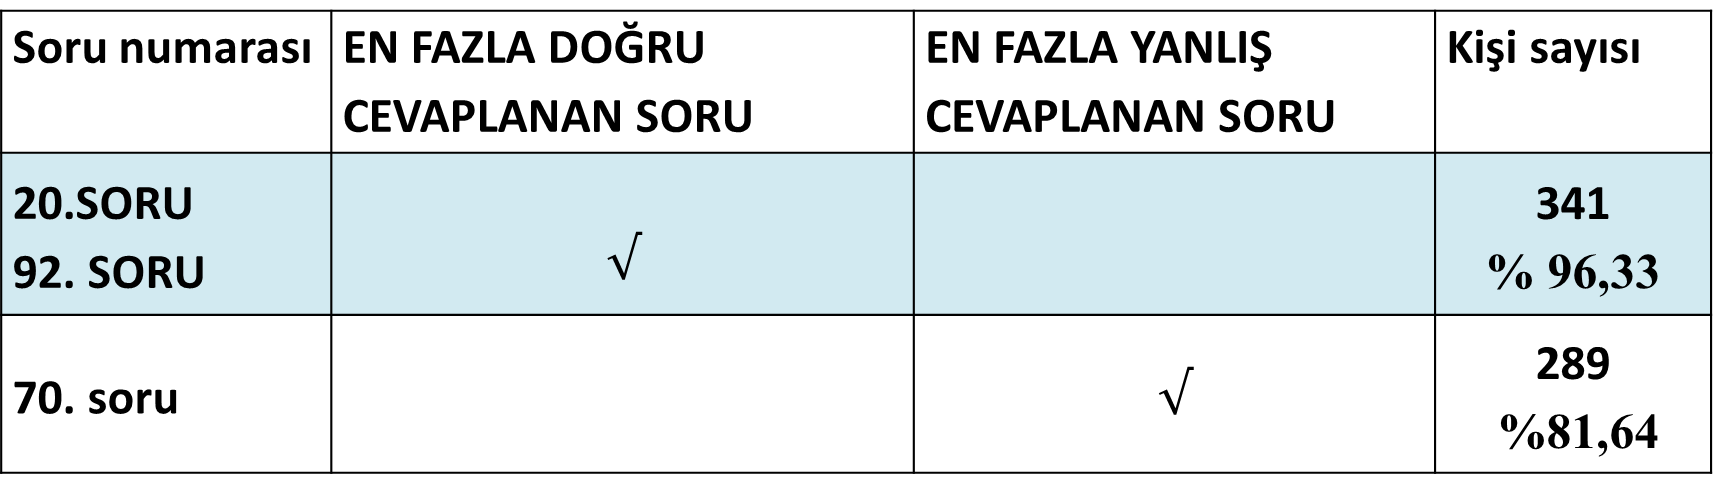 Soru numarası
EN FAZLA DOĞRU
CEVAPLANAN SORU
EN FAZLA YANLIŞ
CEVAPLANAN SORU
Kişi sayısı
20.SORU
92. SORU
√
341
% 96,33
70. soru
√
289
%81,64